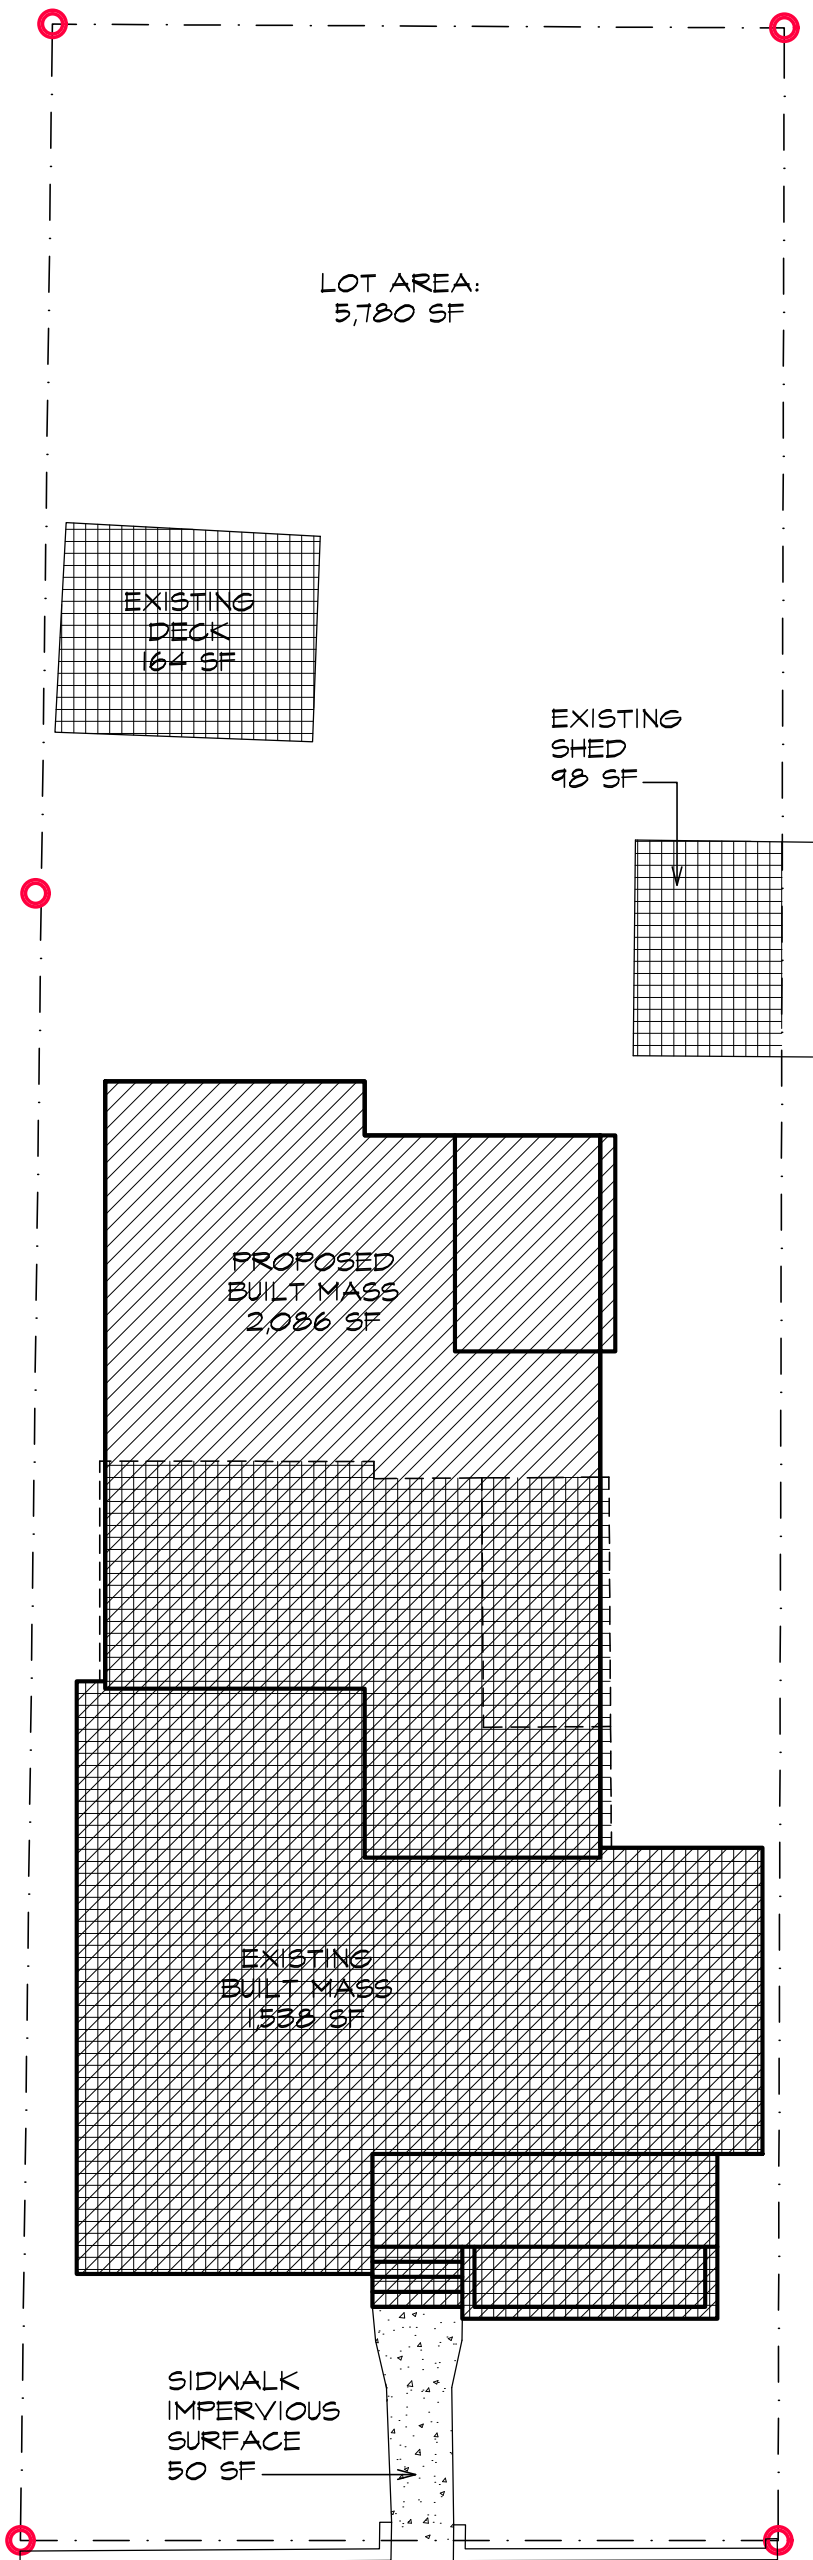 LOT AREA:
5,780 SF
EXISTING
DECK
164 SF
EXISTING
SHED
98 SF
PROPOSED
BUILT MASS
2,086 SF
EXISTING
BUILT MASS
1,538 SF
SIDWALK
IMPERVIOUS
SURFACE
50 SF